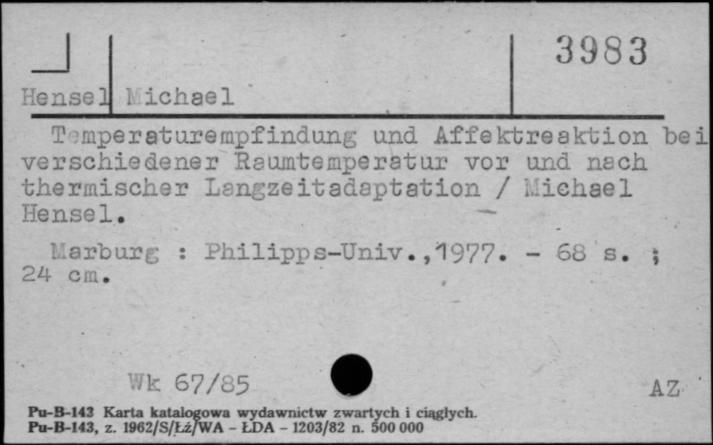 3983
Hensel Michael
Temperaturempfindung und Affektreaktion bei
verschiedener Raumtemperatur vor und nach
thermischer Langzeitadaptation / Michael
Hensel.
Marburg : Philipps-Univ.,1977. - 68 s. ;
24 cm.
Wk 67/85
AZ
Pu-B-143 Karta katalogowa wydawnictw zwartych i ciągłych.
Pu-B-143, z. 1962/S/Łż/WA - ŁDA - 1203/82 n. 500 000